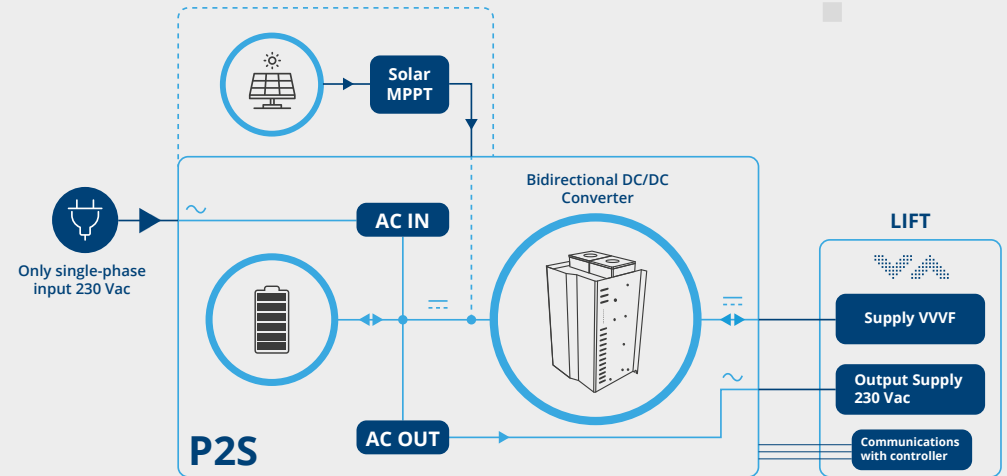 Solar
MPPT
Bidirectional DC/DC
Converter
AC IN
LIFT
Only single-phase
input 230 Vac
Supply VVVF
Output Supply
230 Vac
AC OUT
Communications
with controller
P2S